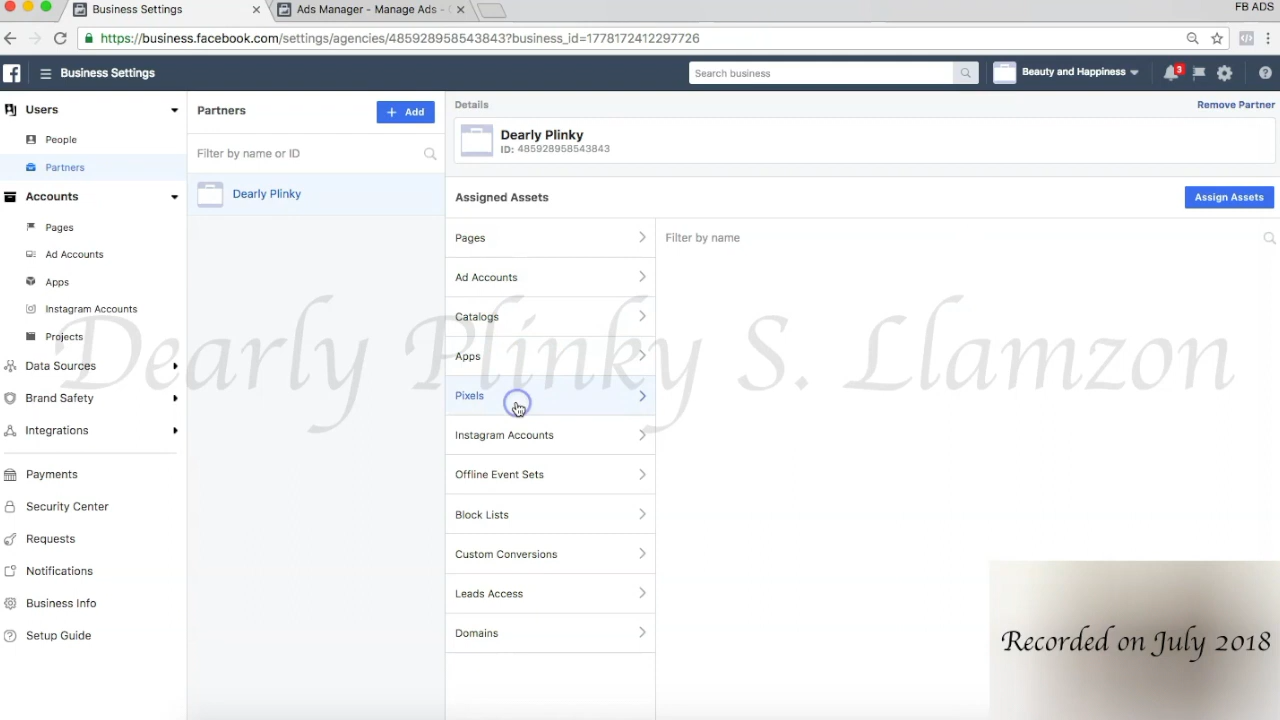 Business Settings
Ads Manager - Manage Ads -
FB ADS
https://business.facebook.com/settings/agencies/485928958543843?business_id=1778172412297726
Business Settings
Search business
Beauty and Happiness
3
Users
People
Partners
Accounts
Pages
Ad Accounts
Apps
Instagram Accounts
Projects
Data Sources
Brand Safety
Integrations
Payments
Security Center
Requests
Notifications
Business Info
Setup Guide
Partners
+ Add
Filter by name or ID
Dearly Plinky
Details
Remove Partner
Dearly Plinky
ID: 485928958543843
Assigned Assets
Assign Assets
Pages
Ad Accounts
Catalogs
Apps
Pixels
Instagram Accounts
Offline Event Sets
Block Lists
Custom Conversions
Leads Access
Domains
Filter by name
Dearly Plinky S. Llamzon
Recorded on July 2018